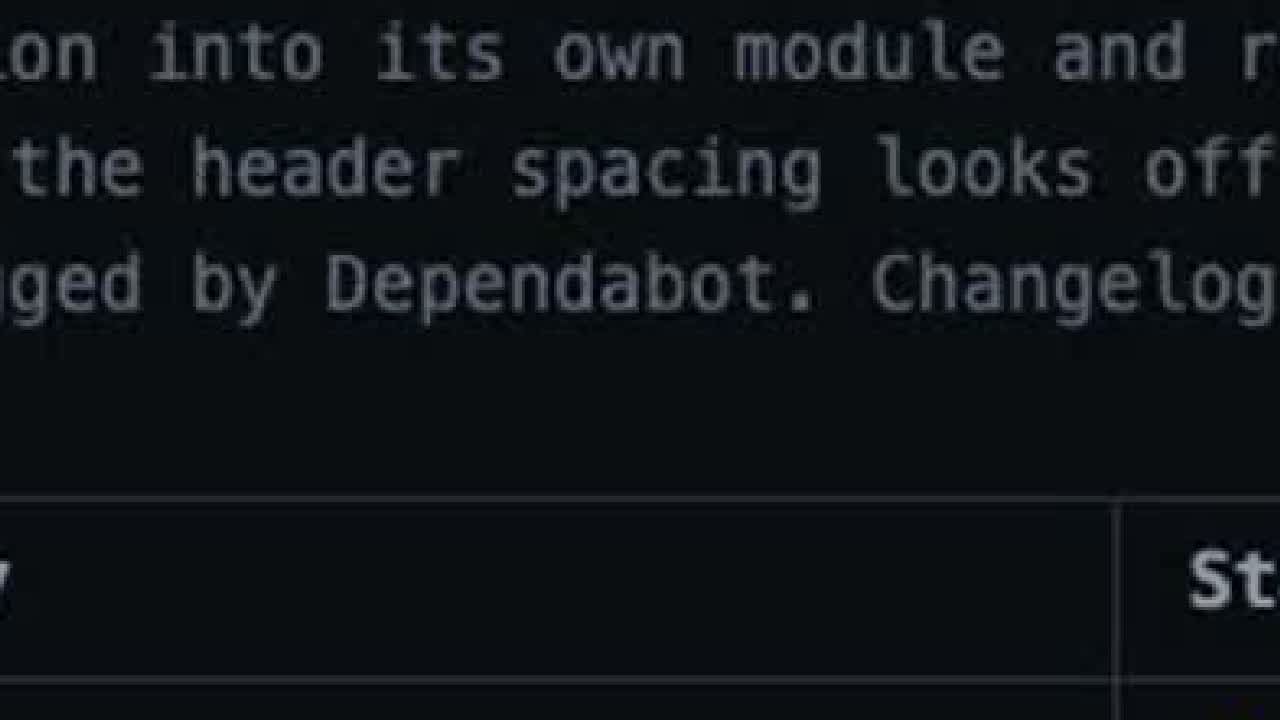 into its own module and
the header spacing looks off
by Dependabot. Changelog